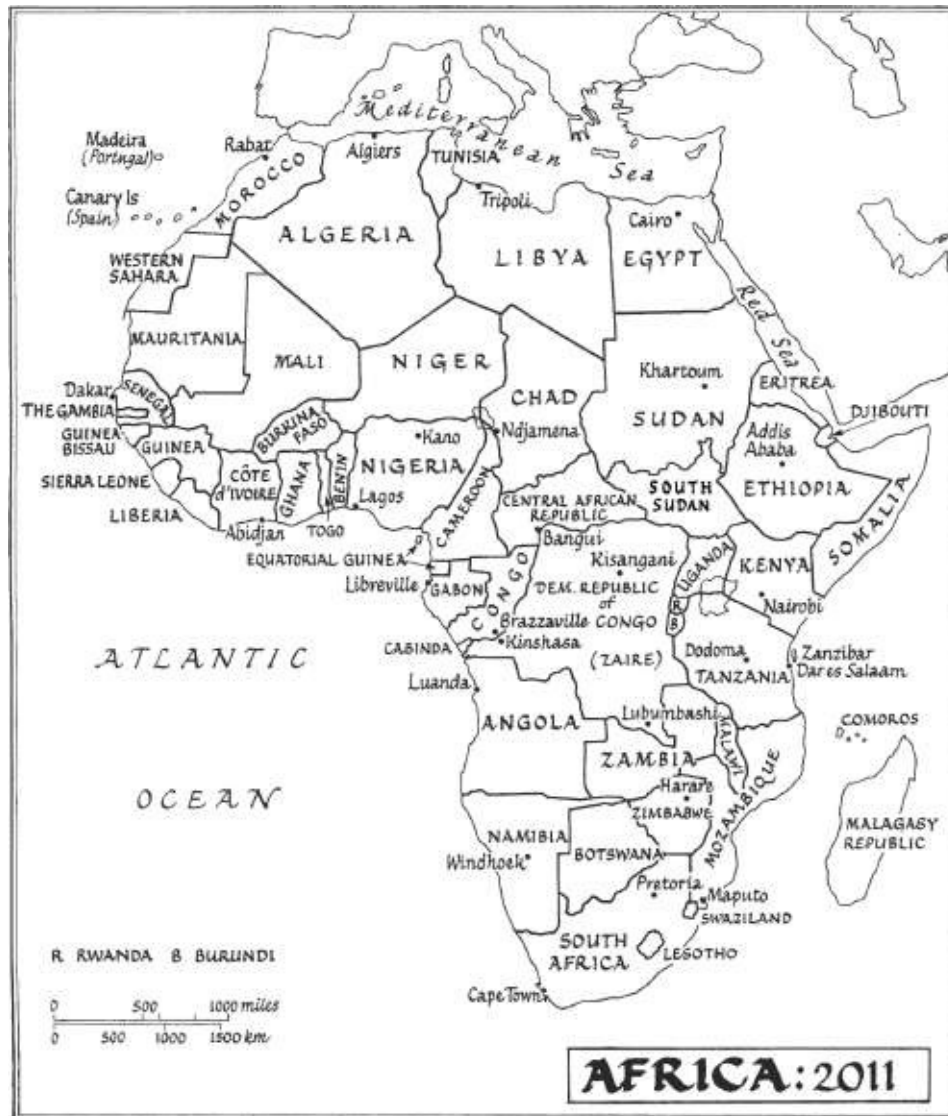 Mediterranean
Sea
Madeira
(Portugal)
Rabat
Algiers
TUNISIA
Canary Is
(Spain)
MOROCCO
Tripoli
Cairo
ALGERIA
LIBYA
EGYPT
WESTERN
SAHARA
Red Sea
MAURITANIA
MALI
NIGER
Khartoum
CHAD
SUDAN
ERITREA
Dakar
SENEGAL
THE GAMBIA
DJIBOUTI
GUINEA-
BISSAU
GUINEA
BURKINA
FASO
Kano
Ndjamena
Addis
Ababa
NIGERIA
SIERRA LEONE
CÔTE
d'IVOIRE
GHANA
BENIN
Lagos
CAMEROON
CENTRAL AFRICAN
REPUBLIC
SOUTH
SUDAN
ETHIOPIA
SOMALIA
LIBERIA
Abidjan
TOGO
Bangui
EQUATORIAL GUINEA
Kisangani
UGANDA
KENYA
Libreville
GABON
CONGO
DEM. REPUBLIC
of
CONGO
R
B
Nairobi
Brazzaville
Kinshasa
CABINDA
(ZAIRE)
Dodoma
TANZANIA
Zanzibar
Dar es Salaam
ATLANTIC
Luanda
ANGOLA
Lubumbashi
MALAWI
COMOROS
ZAMBIA
OCEAN
Harare
ZIMBABWE
MOZAMBIQUE
MALAGASY
REPUBLIC
NAMIBIA
Windhoek
BOTSWANA
Pretoria
Maputo
SWAZILAND
SOUTH
AFRICA
LESOTHO
Cape Town
R RWANDA B BURUNDI
0 500 1000 miles
0 500 1000 1500 km
AFRICA: 2011